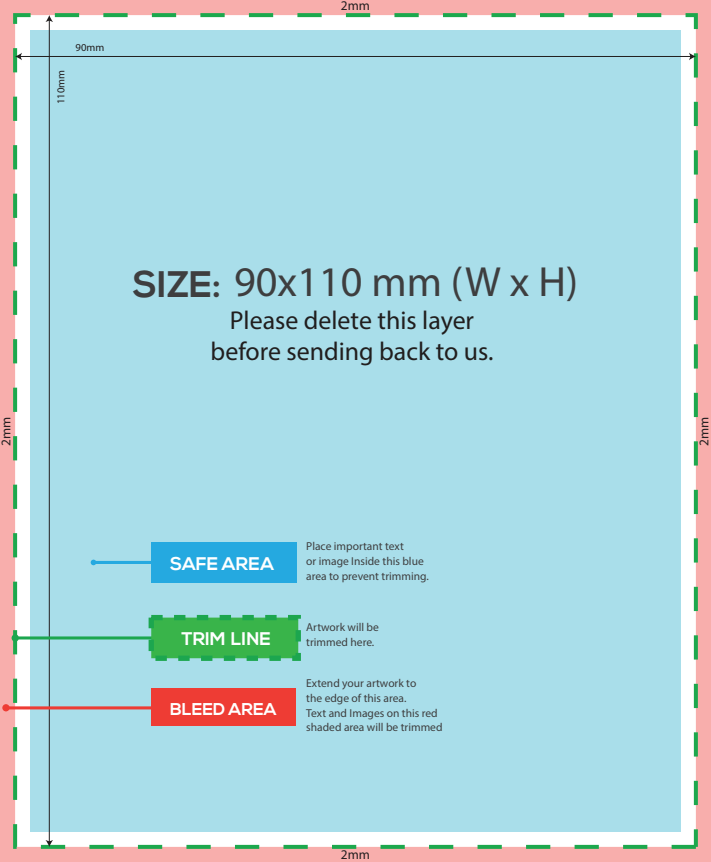 2mm
90mm
110mm
SIZE: 90x110 mm (W x H)
Please delete this layer
before sending back to us.
2mm
2mm
SAFE AREA
Place important text
or image Inside this blue
area to prevent trimming.
TRIM LINE
Artwork will be
trimmed here.
BLEED AREA
Extend your artwork to
the edge of this area.
Text and Images on this red
shaded area will be trimmed
2mm